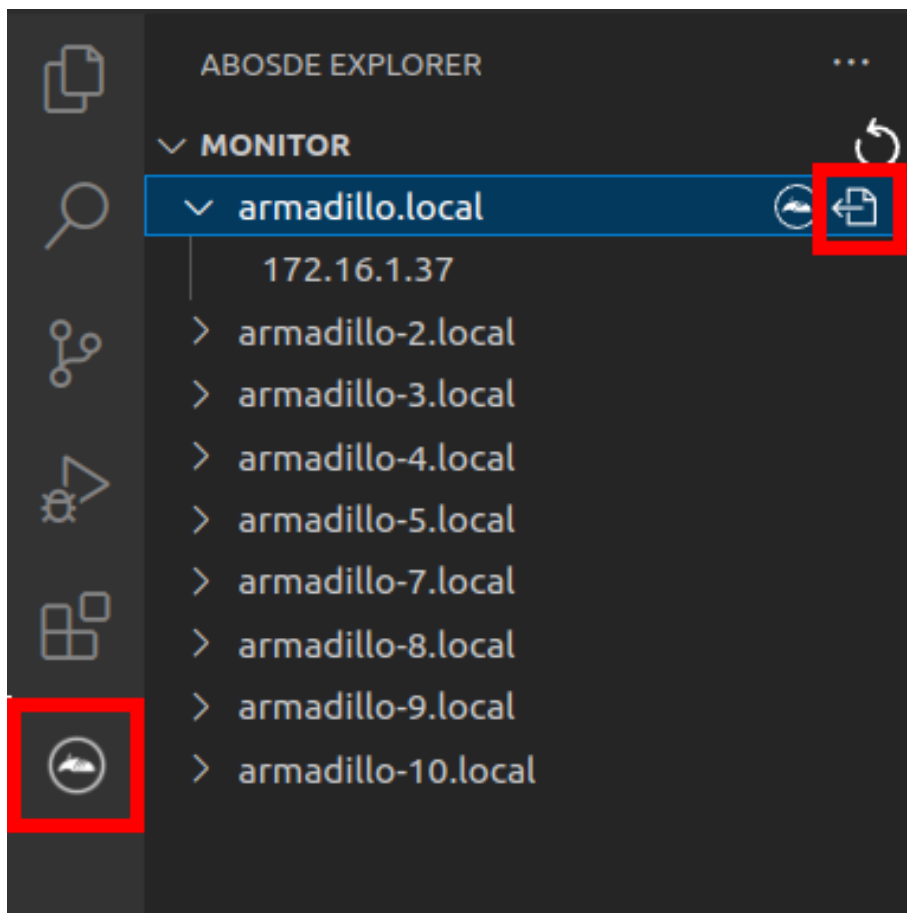 ABOSDE EXPLORER
MONITOR
armadillo.local
172.16.1.37
armadillo-2.local
armadillo-3.local
armadillo-4.local
armadillo-5.local
armadillo-7.local
armadillo-8.local
armadillo-9.local
armadillo-10.local